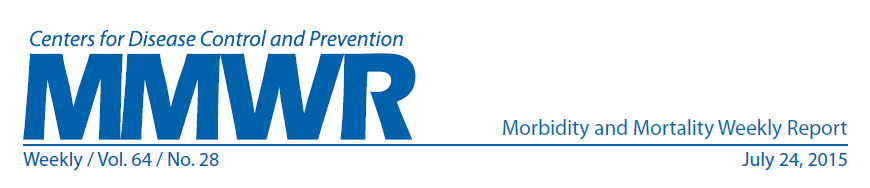 Centers for Disease Control and Prevention
MMWR
Morbidity and Mortality Weekly Report
Weekly / Vol. 64 / No. 28
July 24, 2015